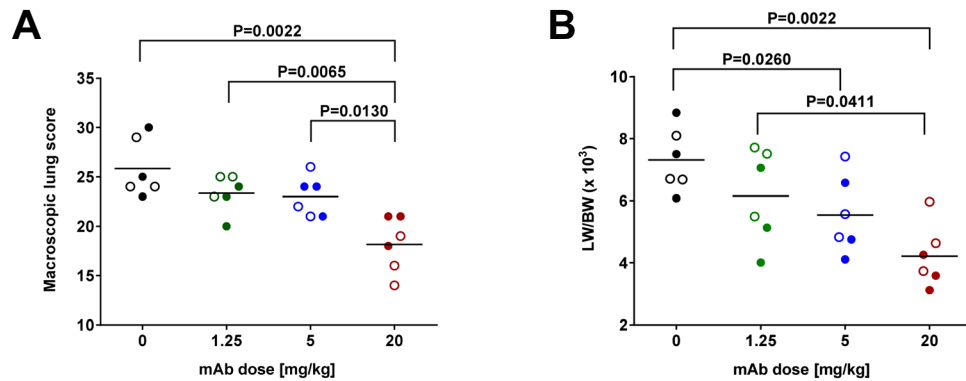 A
P=0.0022
P=0.0065
P=0.0130
Macroscopic lung score
35
30
25
20
15
10
0 1.25 5 20
mAb dose [mg/kg]
B
P=0.0022
P=0.0260
P=0.0411
LW/BW (x 10³)
10
8
6
4
2
0 1.25 5 20
mAb dose [mg/kg]